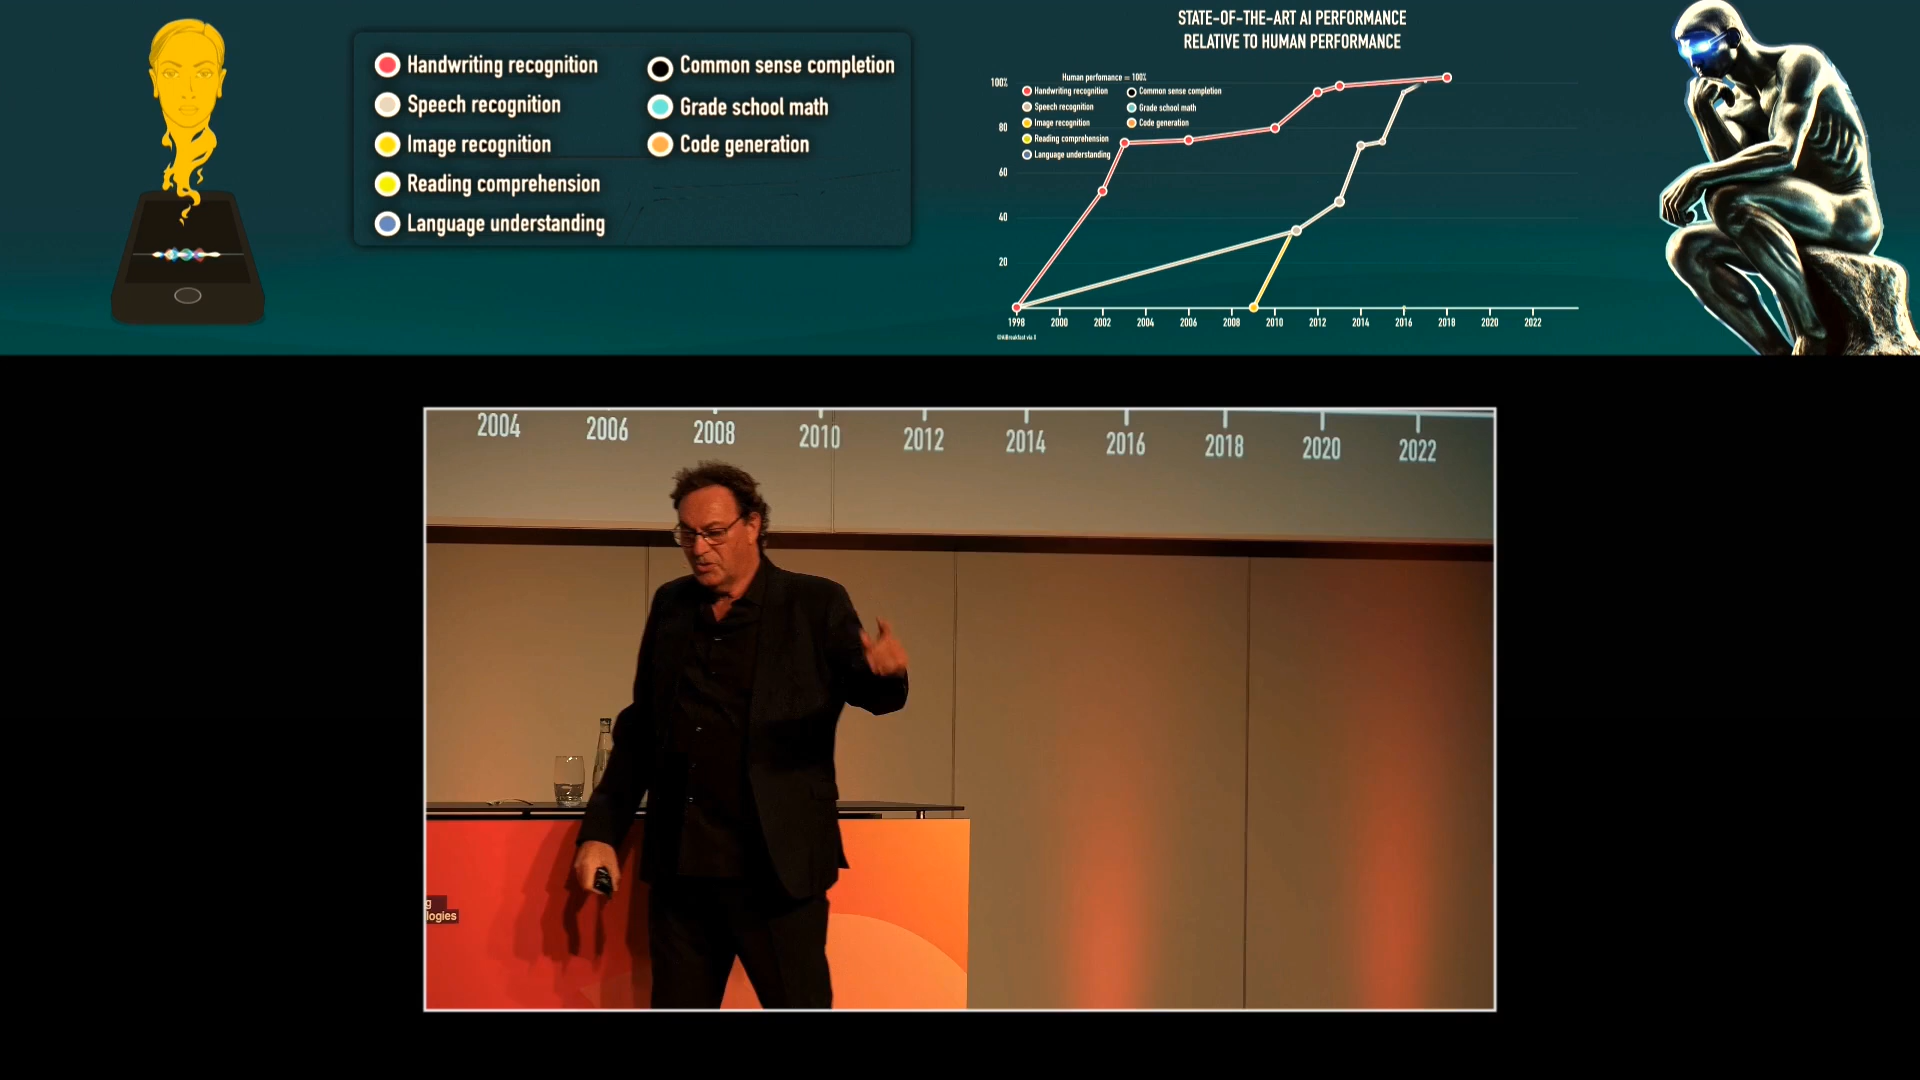 Handwriting recognition
Speech recognition
Image recognition
Reading comprehension
Language understanding
Common sense completion
Grade school math
Code generation
STATE-OF-THE-ART AI PERFORMANCE
RELATIVE TO HUMAN PERFORMANCE
Human perfomance = 100%
Handwriting recognition
Speech recognition
Image recognition
Reading comprehension
Language understanding
Common sense completion
Grade school math
Code generation
100%
80
60
40
20
1998 2000 2002 2004 2006 2008 2010 2012 2014 2016 2018 2020 2022
2004 2006 2008 2010 2012 2014 2016 2018 2020 2022
g
logies